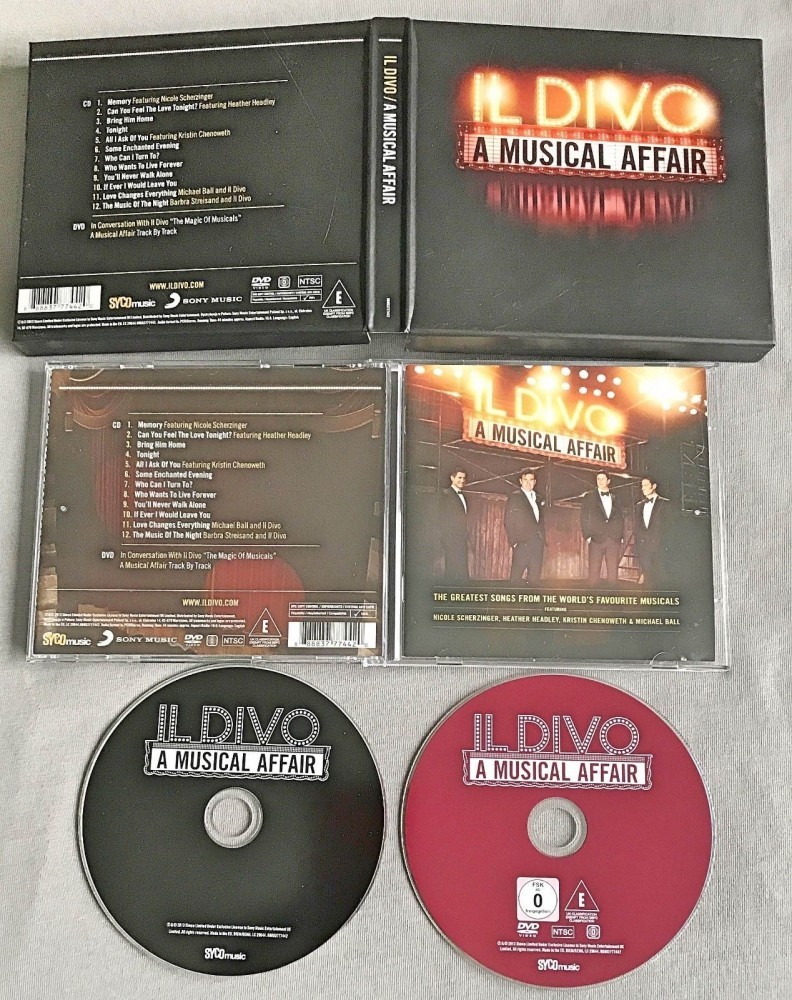 CD 1. Memory Featuring Nicole Scherzinger
2. Can You Feel The Love Tonight? Featuring Heather Headley
3. Bring Him Home
4. Tonight
5. All I Ask Of You Featuring Kristin Chenoweth
6. Some Enchanted Evening
7. Who Can I Turn To?
8. Who Wants To Live Forever
9. You'll Never Walk Alone
10. If Ever I Would Leave You
11. Love Changes Everything Michael Ball and Il Divo
12. The Music Of The Night Barbra Streisand and Il Divo
DVD In Conversation With Il Divo "The Magic Of Musicals"
A Musical Affair Track By Track
WWW.ILDIVO.COM
SYCOmusic
SONY MUSIC
DVD
VIDEO
NTSC
E
IL DIVO / A MUSICAL AFFAIR
IL DIVO
A MUSICAL AFFAIR
CD 1. Memory Featuring Nicole Scherzinger
2. Can You Feel The Love Tonight? Featuring Heather Headley
3. Bring Him Home
4. Tonight
5. All I Ask Of You Featuring Kristin Chenoweth
6. Some Enchanted Evening
7. Who Can I Turn To?
8. Who Wants To Live Forever
9. You'll Never Walk Alone
10. If Ever I Would Leave You
11. Love Changes Everything Michael Ball and Il Divo
12. The Music Of The Night Barbra Streisand and Il Divo
DVD In Conversation With Il Divo "The Magic Of Musicals"
A Musical Affair Track By Track
WWW.ILDIVO.COM
SYCOmusic
SONY MUSIC
DVD
NTSC
E
8 88837 77442
IL DIVO
A MUSICAL AFFAIR
THE GREATEST SONGS FROM THE WORLD'S FAVOURITE MUSICALS
FEATURING
NICOLE SCHERZINGER, HEATHER HEADLEY, KRISTIN CHENOWETH & MICHAEL BALL
IL DIVO
A MUSICAL AFFAIR
SYCOmusic
IL DIVO
A MUSICAL AFFAIR
FSK
ab
0
freigegeben
E
DVD
VIDEO
NTSC
SYCOmusic